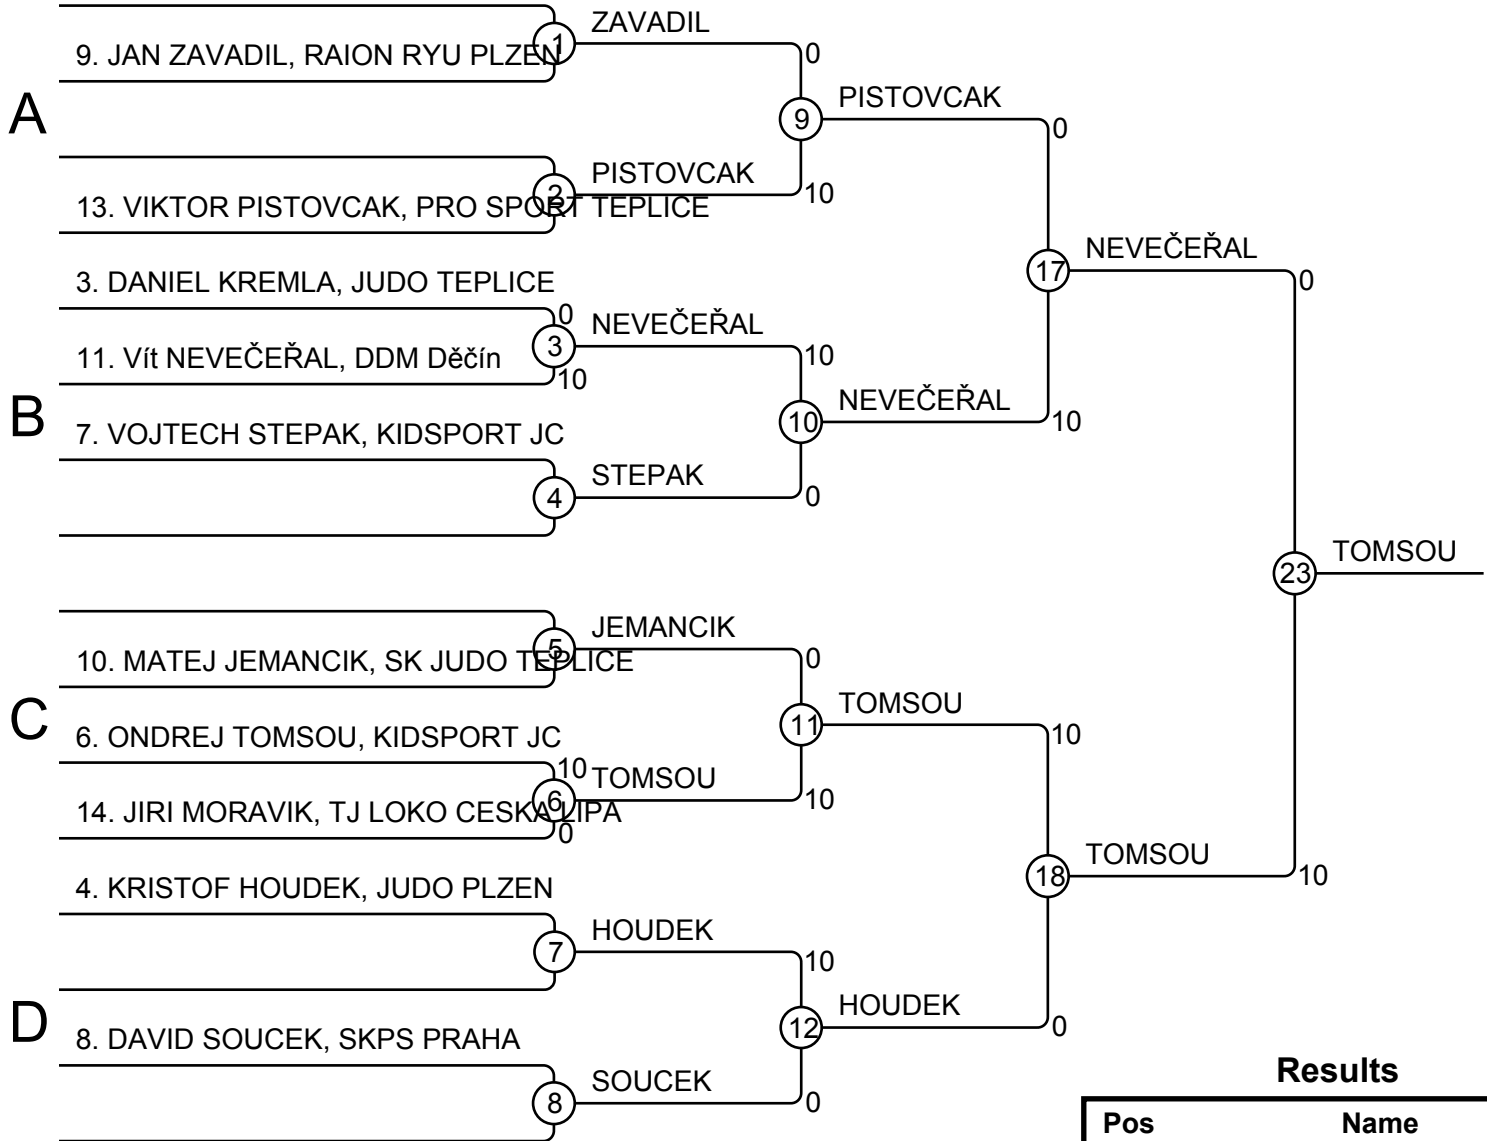 ZAVADIL
9. JAN ZAVADIL, RAION RYU PLZEN
1
0
A
PISTOVCAK
9
0
PISTOVCAK
2
10
13. VIKTOR PISTOVCAK, PRO SPORT TEPLICE
NEVEČEŘAL
17
0
3. DANIEL KREMLA, JUDO TEPLICE
0
NEVEČEŘAL
3
11. Vít NEVEČEŘAL, DDM Děčín
10
10
B
NEVEČEŘAL
10
10
7. VOJTECH STEPAK, KIDSPORT JC
STEPAK
4
0
TOMSOU
23
JEMANCIK
5
10. MATEJ JEMANCIK, SK JUDO TEPLICE
0
C
TOMSOU
11
10
6. ONDREJ TOMSOU, KIDSPORT JC
10
TOMSOU
6
10
14. JIRI MORAVIK, TJ LOKO CESKA LIPA
0
TOMSOU
18
10
4. KRISTOF HOUDEK, JUDO PLZEN
HOUDEK
7
10
D
HOUDEK
12
0
8. DAVID SOUCEK, SKPS PRAHA
SOUCEK
8
0
Results
Pos Name